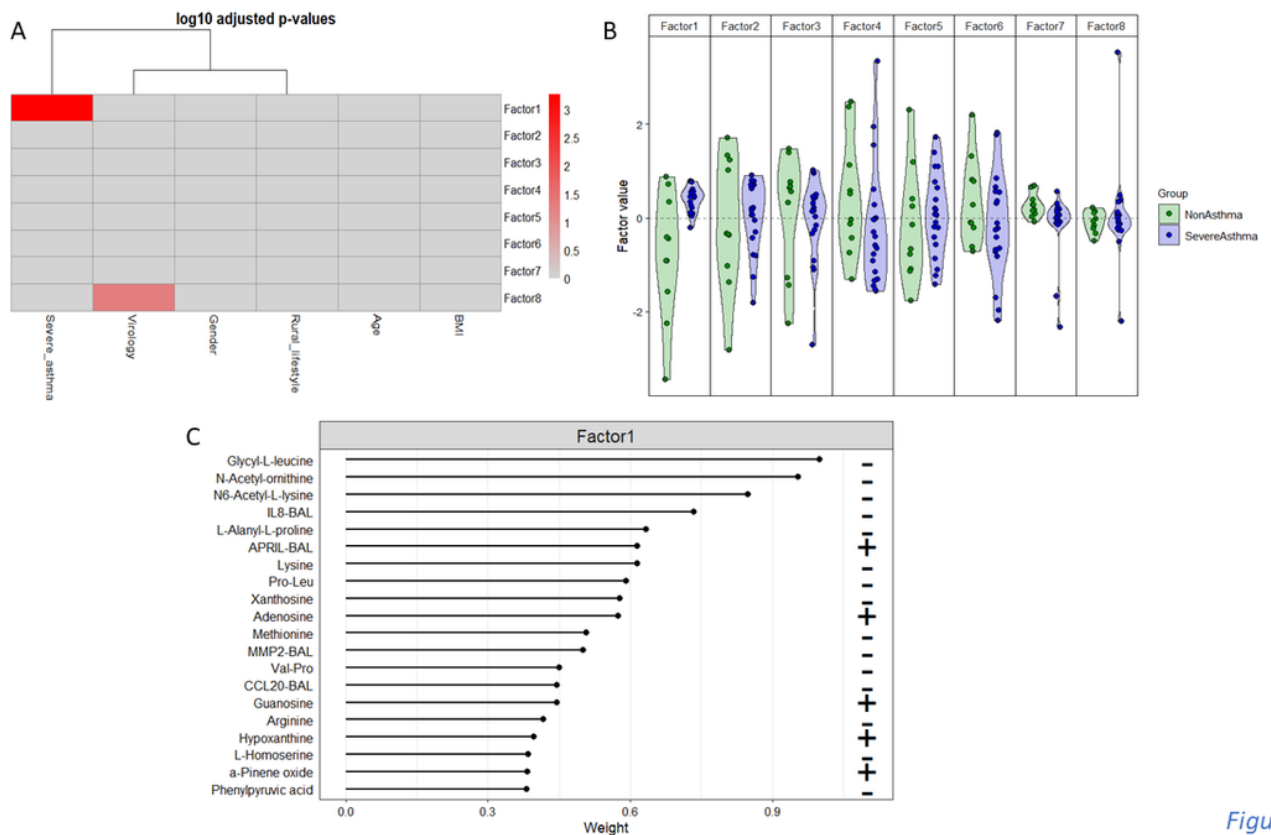 A
log10 adjusted p-values
Factor1
Factor2
Factor3
Factor4
Factor5
Factor6
Factor7
Factor8
3
2.5
2
1.5
1
0.5
0
Severe_asthma
Virology
Gender
Rural_lifestyle
Age
BMI
B
Factor1 Factor2 Factor3 Factor4 Factor5 Factor6 Factor7 Factor8
Factor value
2
0
-2
Group
NonAsthma
SevereAsthma
C
Factor1
Glycyl-L-leucine −
N-Acetyl-ornithine −
N6-Acetyl-L-lysine −
IL8-BAL −
L-Alanyl-L-proline −
APRIL-BAL +
Lysine −
Pro-Leu −
Xanthosine −
Adenosine +
Methionine −
MMP2-BAL −
Val-Pro −
CCL20-BAL −
Guanosine +
Arginine −
Hypoxanthine +
L-Homoserine −
a-Pinene oxide +
Phenylpyruvic acid −
0.0 0.3 0.6 0.9
Weight
Figu